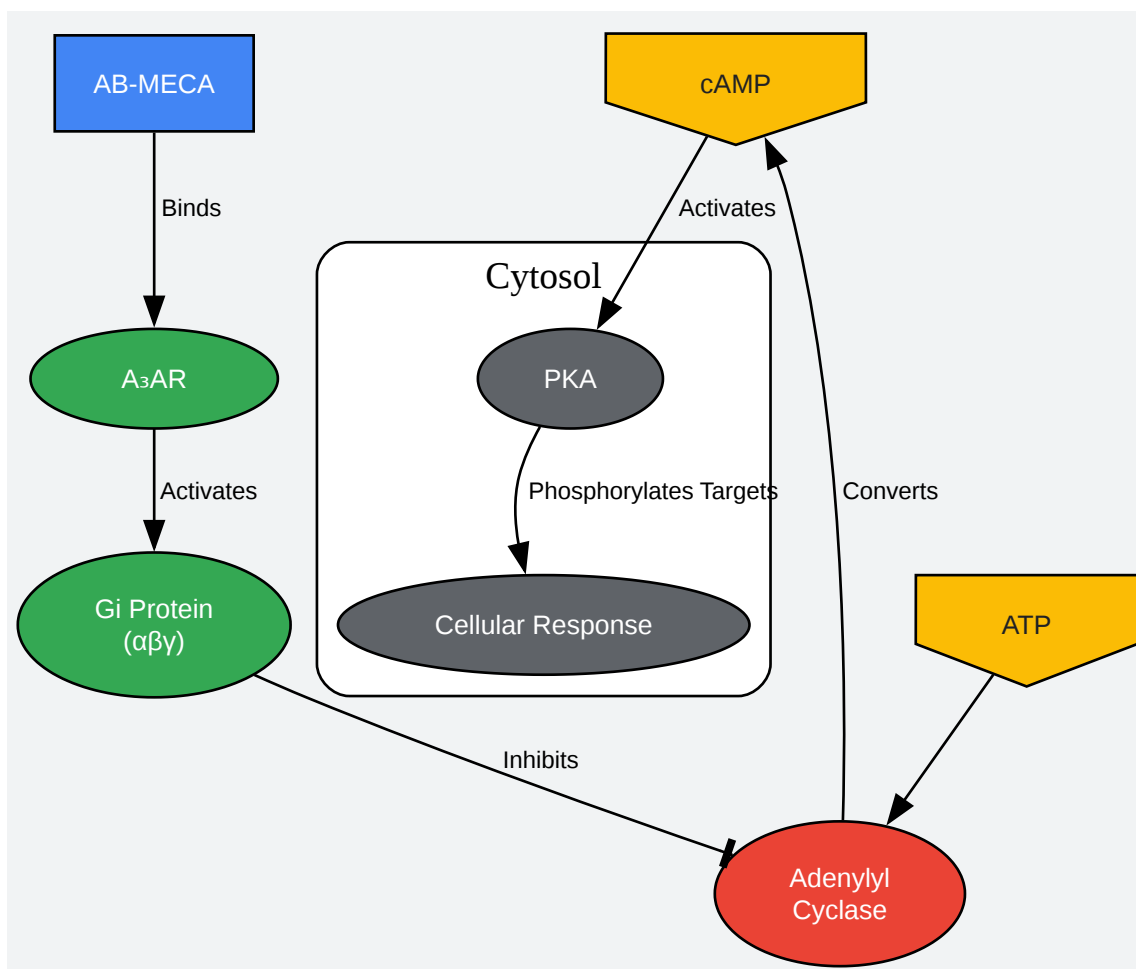 AB-MECA
cAMP
Binds
Activates
Cytosol
A₃AR
PKA
Activates
Phosphorylates Targets
Converts
Gi Protein
(αβγ)
Cellular Response
ATP
Inhibits
Adenylyl
Cyclase